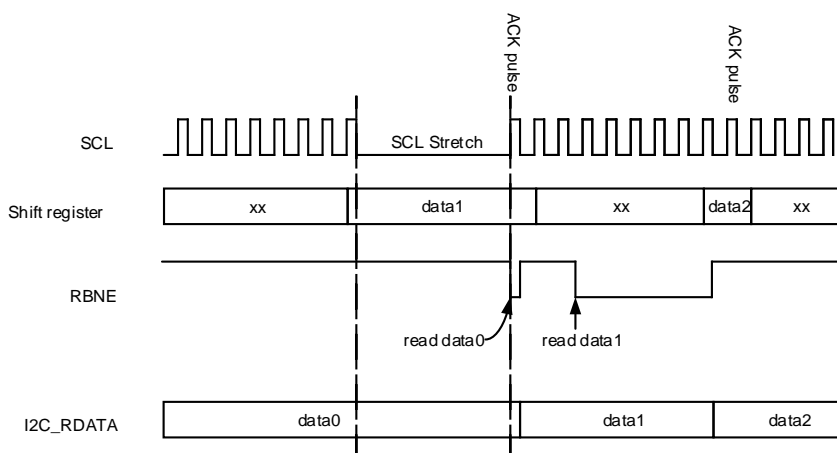 ACK pulse
ACK pulse
SCL
SCL Stretch
Shift register
xx
data1
xx
data2
xx
RBNE
read data0
read data1
I2C_RDATA
data0
data1
data2